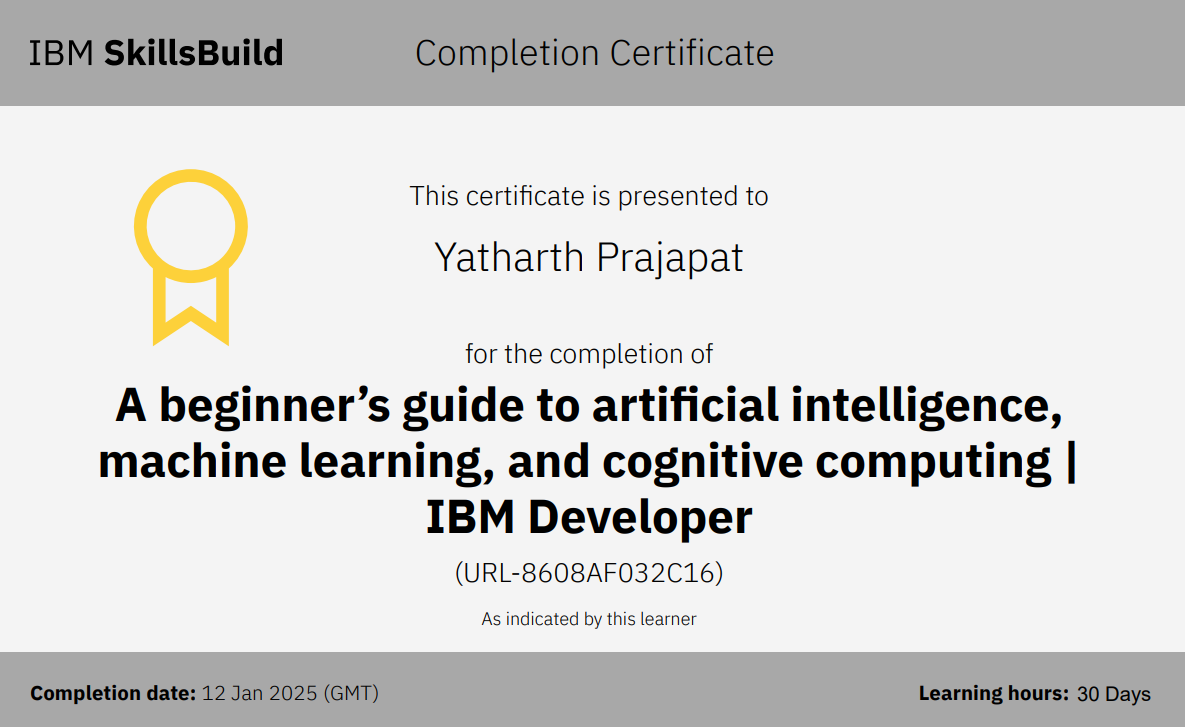 IBM SkillsBuild
Completion Certificate
This certificate is presented to
Yatharth Prajapat
for the completion of
A beginner’s guide to artificial intelligence,
machine learning, and cognitive computing |
IBM Developer
(URL-8608AF032C16)
As indicated by this learner
Completion date: 12 Jan 2025 (GMT)
Learning hours: 30 Days